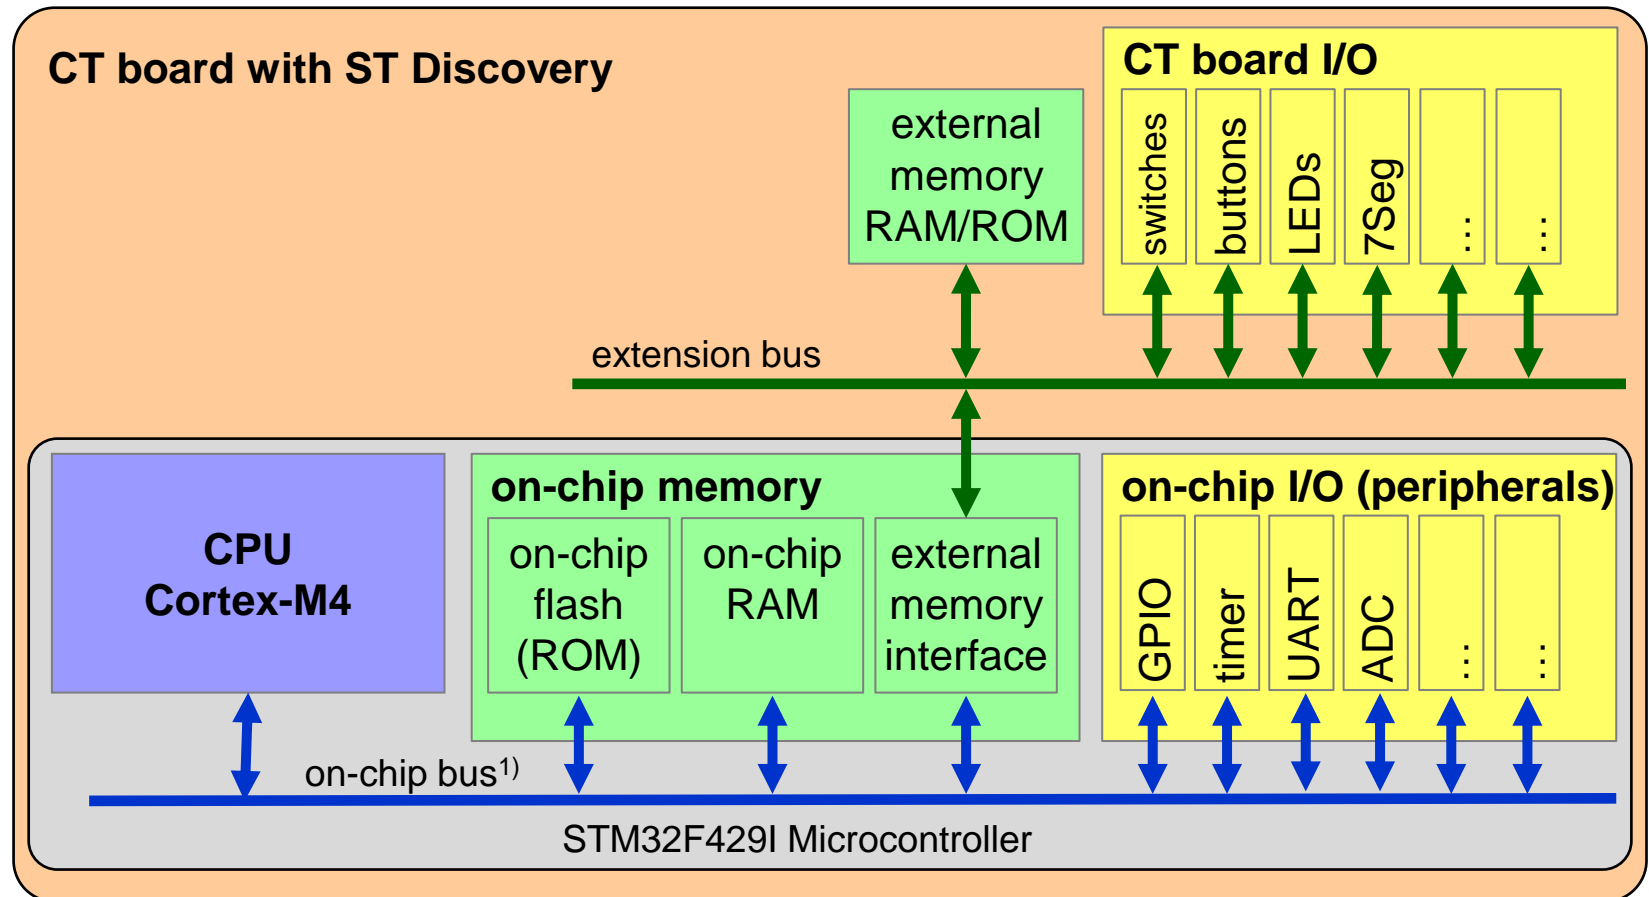 CT board with ST Discovery
CT board I/O
external
memory
RAM/ROM
switches
buttons
LEDs
7Seg
...
...
extension bus
CPU
Cortex-M4
on-chip memory
on-chip
flash
(ROM)
on-chip
RAM
external
memory
interface
on-chip I/O (peripherals)
GPIO
timer
UART
ADC
...
...
on-chip bus1)
STM32F429I Microcontroller